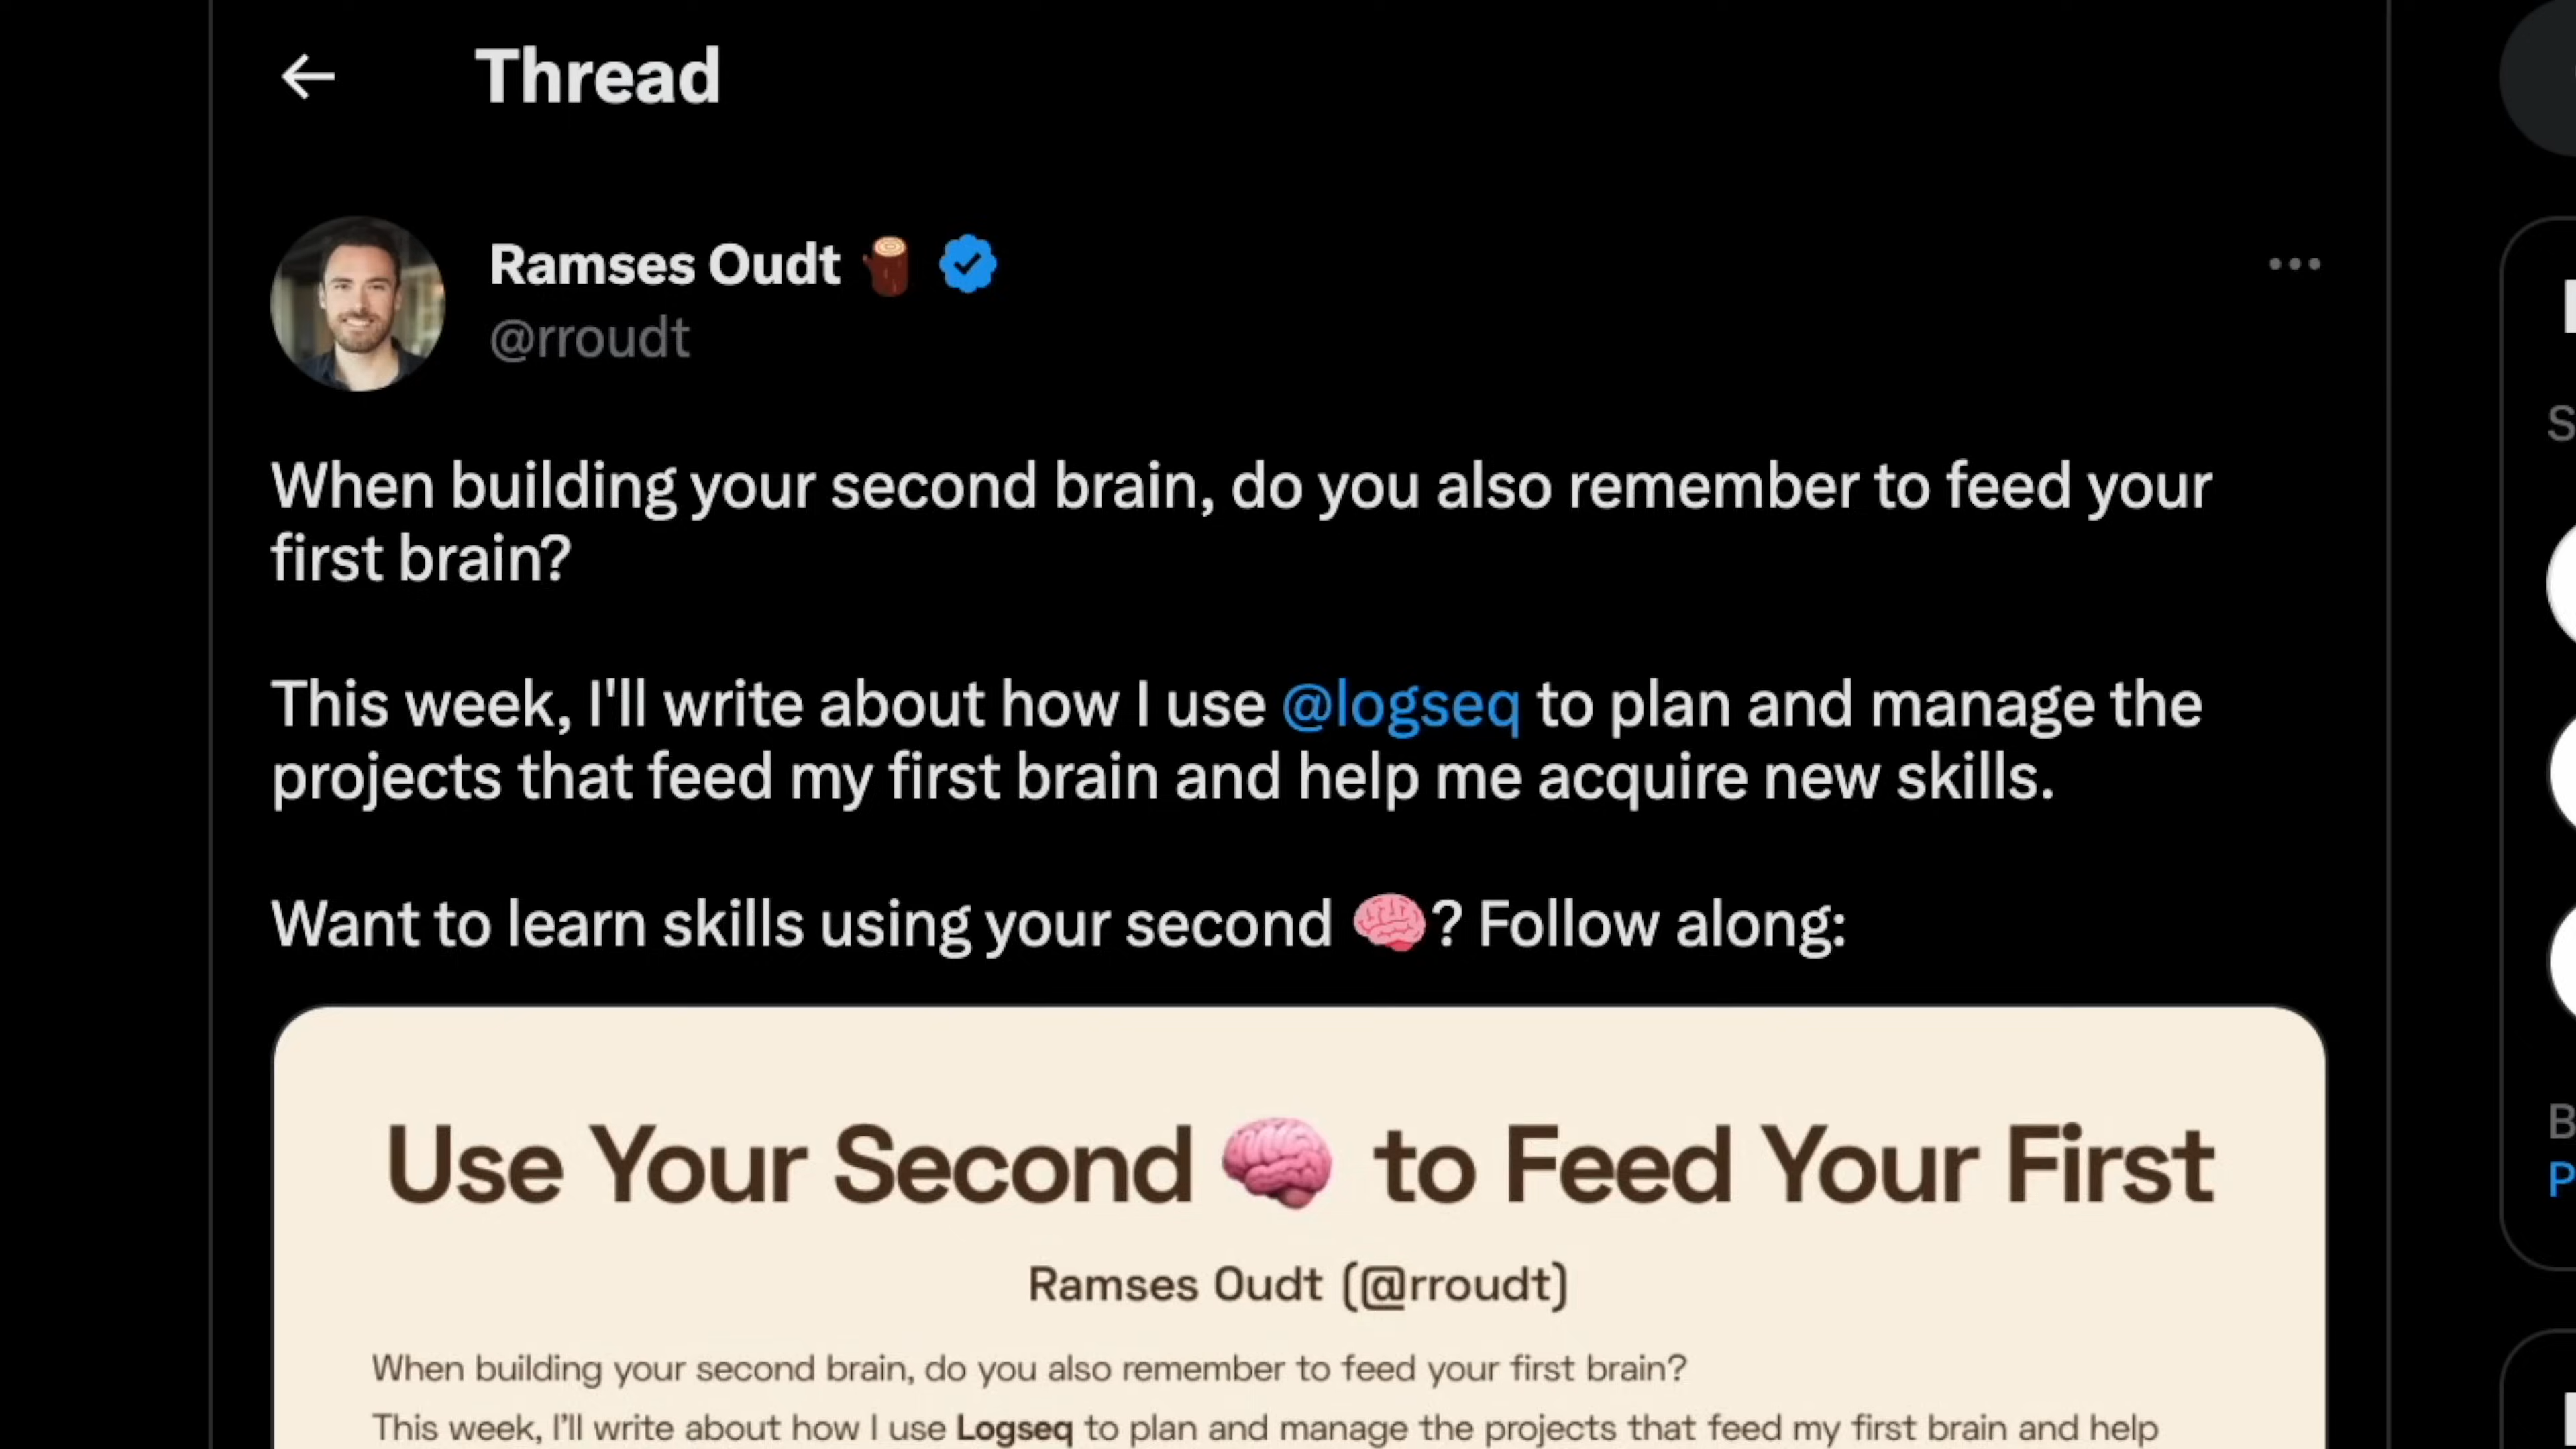 Thread
Ramses Oudt 🪵
@rroudt
When building your second brain, do you also remember to feed your
first brain?
This week, I'll write about how I use @logseq to plan and manage the
projects that feed my first brain and help me acquire new skills.
Want to learn skills using your second 🧠? Follow along:
Use Your Second 🧠 to Feed Your First
Ramses Oudt (@rroudt)
When building your second brain, do you also remember to feed your first brain?
This week, I'll write about how I use Logseq to plan and manage the projects that feed my first brain and help